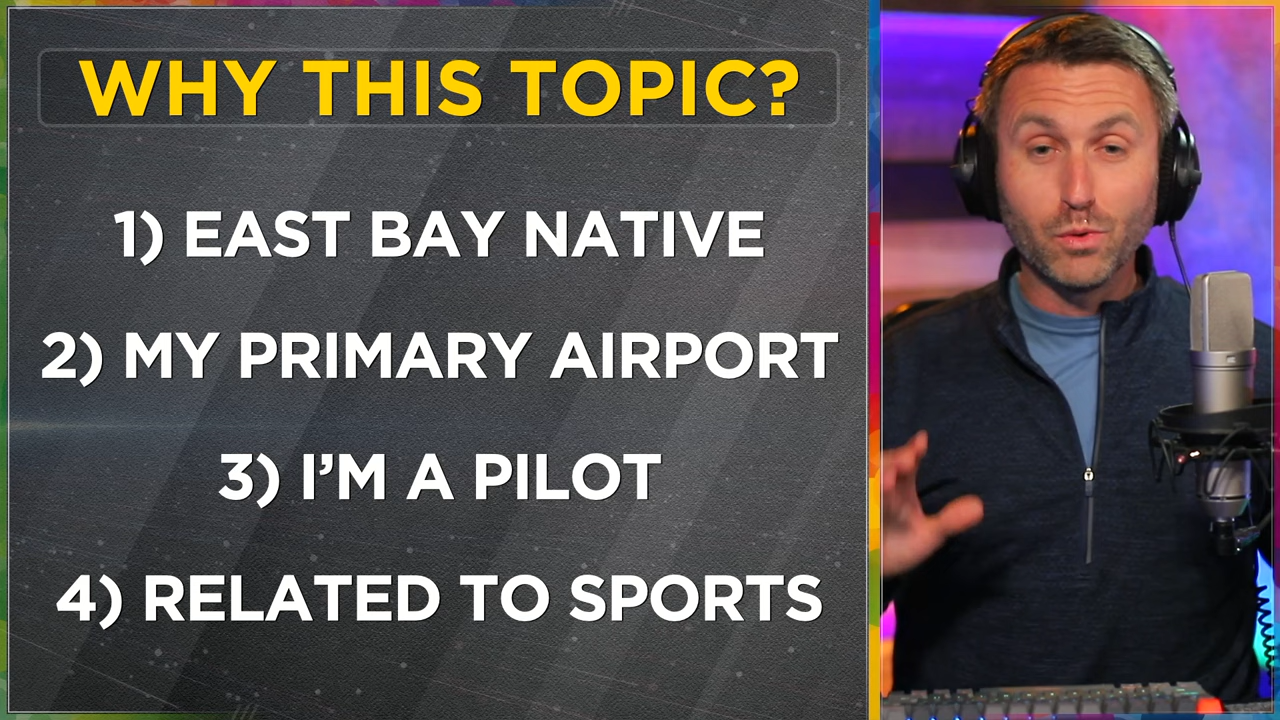 WHY THIS TOPIC?
1) EAST BAY NATIVE
2) MY PRIMARY AIRPORT
3) I'M A PILOT
4) RELATED TO SPORTS